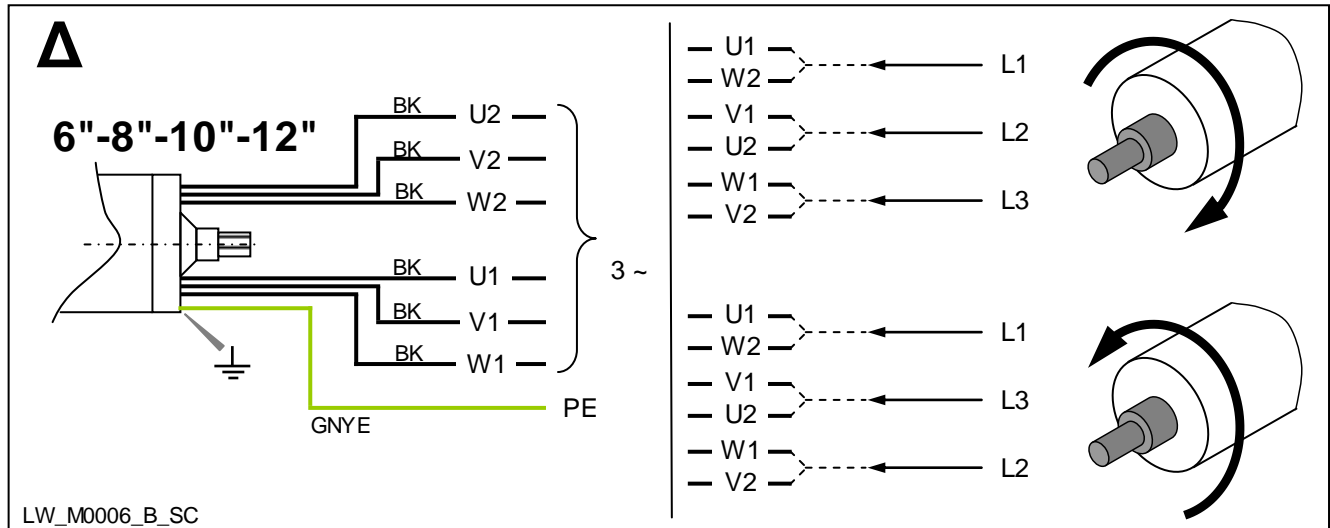 Δ
6"-8"-10"-12"
BK U2
BK V2
BK W2
BK U1
BK V1
BK W1
3 ~
PE
GNYE
U1
W2
L1
V1
U2
L2
W1
V2
L3
U1
W2
L1
V1
U2
L3
W1
V2
L2
LW_M0006_B_SC